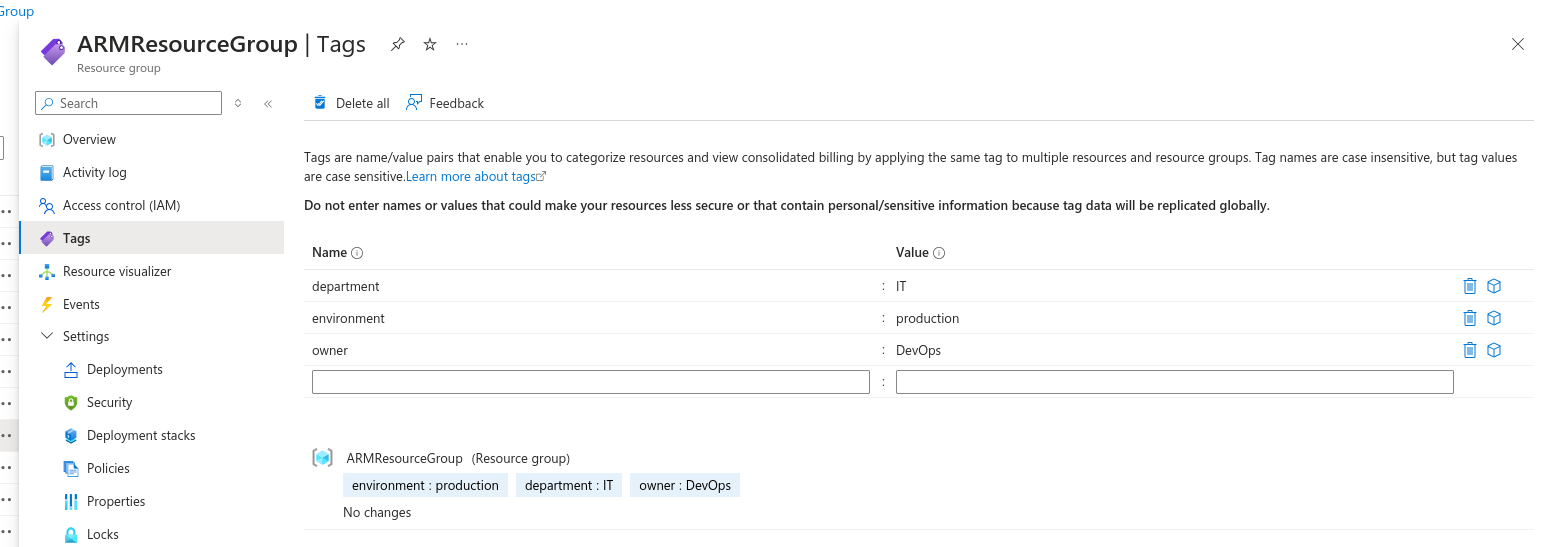 Group
ARMResourceGroup | Tags
Resource group
Search
Overview
Activity log
Access control (IAM)
Tags
Resource visualizer
Events
Settings
Deployments
Security
Deployment stacks
Policies
Properties
Locks
Delete all Feedback
Tags are name/value pairs that enable you to categorize resources and view consolidated billing by applying the same tag to multiple resources and resource groups. Tag names are case insensitive, but tag values
are case sensitive.Learn more about tags
Do not enter names or values that could make your resources less secure or that contain personal/sensitive information because tag data will be replicated globally.
Name Value
department : IT
environment : production
owner : DevOps
:
ARMResourceGroup (Resource group)
environment : production department : IT owner : DevOps
No changes